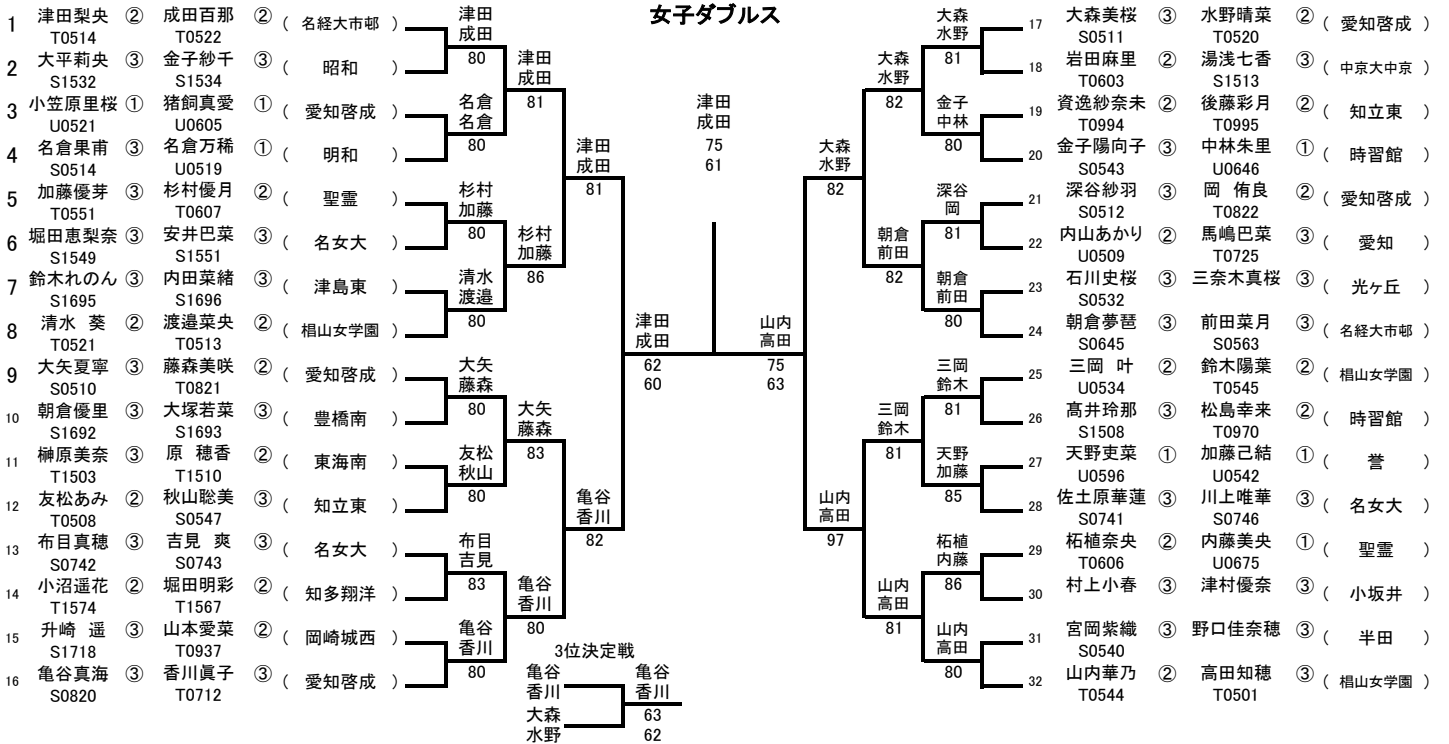 女子ダブルス
1 津田梨央 ② 成田百那 ② ( 名経大市邨 )
T0514 T0522
2 大平莉央 ③ 金子紗千 ③ ( 昭和 )
S1532 S1534
3 小笠原里桜 ① 猪飼真愛 ① ( 愛知啓成 )
U0521 U0605
4 名倉果甫 ③ 名倉万稀 ① ( 明和 )
S0514 U0519
5 加藤優芽 ③ 杉村優月 ② ( 聖霊 )
T0551 T0607
6 堀田恵梨奈 ③ 安井巴菜 ③ ( 名女大 )
S1549 S1551
7 鈴木れのん ③ 内田菜緒 ③ ( 津島東 )
S1695 S1696
8 清水 葵 ② 渡邉菜央 ② ( 椙山女学園 )
T0521 T0513
9 大矢夏寧 ③ 藤森美咲 ② ( 愛知啓成 )
S0510 T0821
10 朝倉優里 ③ 大塚若菜 ③ ( 豊橋南 )
S1692 S1693
11 榊原美奈 ③ 原 穂香 ② ( 東海南 )
T1503 T1510
12 友松あみ ② 秋山聡美 ③ ( 知立東 )
T0508 S0547
13 布目真穂 ③ 吉見 爽 ③ ( 名女大 )
S0742 S0743
14 小沼遥花 ② 堀田明彩 ② ( 知多翔洋 )
T1574 T1567
15 升崎 遥 ③ 山本愛菜 ② ( 岡崎城西 )
S1718 T0937
16 亀谷真海 ③ 香川眞子 ③ ( 愛知啓成 )
S0820 T0712
津田
成田
80
名倉
名倉
80
杉村
加藤
80
清水
渡邉
80
大矢
藤森
80
友松
秋山
80
布目
吉見
83
亀谷
香川
80
津田
成田
81
杉村
加藤
86
大矢
藤森
83
亀谷
香川
80
津田
成田
81
亀谷
香川
82
津田
成田
62
60
津田
成田
75
61
山内
高田
75
63
大森
水野
82
山内
高田
97
大森
水野
82
朝倉
前田
82
三岡
鈴木
81
山内
高田
81
大森
水野
81
金子
中林
80
深谷
岡
81
朝倉
前田
80
三岡
鈴木
81
天野
加藤
85
柘植
内藤
86
山内
高田
80
17 大森美桜 ③ 水野晴菜 ② ( 愛知啓成 )
S0511 T0520
18 岩田麻里 ② 湯浅七香 ③ ( 中京大中京 )
T0603 S1513
19 資逸紗奈未 ② 後藤彩月 ② ( 知立東 )
T0994 T0995
20 金子陽向子 ③ 中林朱里 ① ( 時習館 )
S0543 U0646
21 深谷紗羽 ③ 岡 侑良 ② ( 愛知啓成 )
S0512 T0822
22 内山あかり ② 馬嶋巴菜 ③ ( 愛知 )
U0509 T0725
23 石川史桜 ③ 三奈木真桜 ③ ( 光ヶ丘 )
S0532
24 朝倉夢琶 ③ 前田菜月 ③ ( 名経大市邨 )
S0645 S0563
25 三岡 叶 ② 鈴木陽葉 ② ( 椙山女学園 )
U0534 T0545
26 髙井玲那 ③ 松島幸来 ② ( 時習館 )
S1508 T0970
27 天野吏菜 ① 加藤己結 ① ( 誉 )
U0596 U0542
28 佐土原華蓮 ③ 川上唯華 ③ ( 名女大 )
S0741 S0746
29 柘植奈央 ② 内藤美央 ① ( 聖霊 )
T0606 U0675
30 村上小春 ③ 津村優奈 ③ ( 小坂井 )
31 宮岡紫織 ③ 野口佳奈穂 ③ ( 半田 )
S0540
32 山内華乃 ② 高田知穂 ③ ( 椙山女学園 )
T0544 T0501
3位決定戦
亀谷
香川
大森
水野
亀谷
香川
63
62